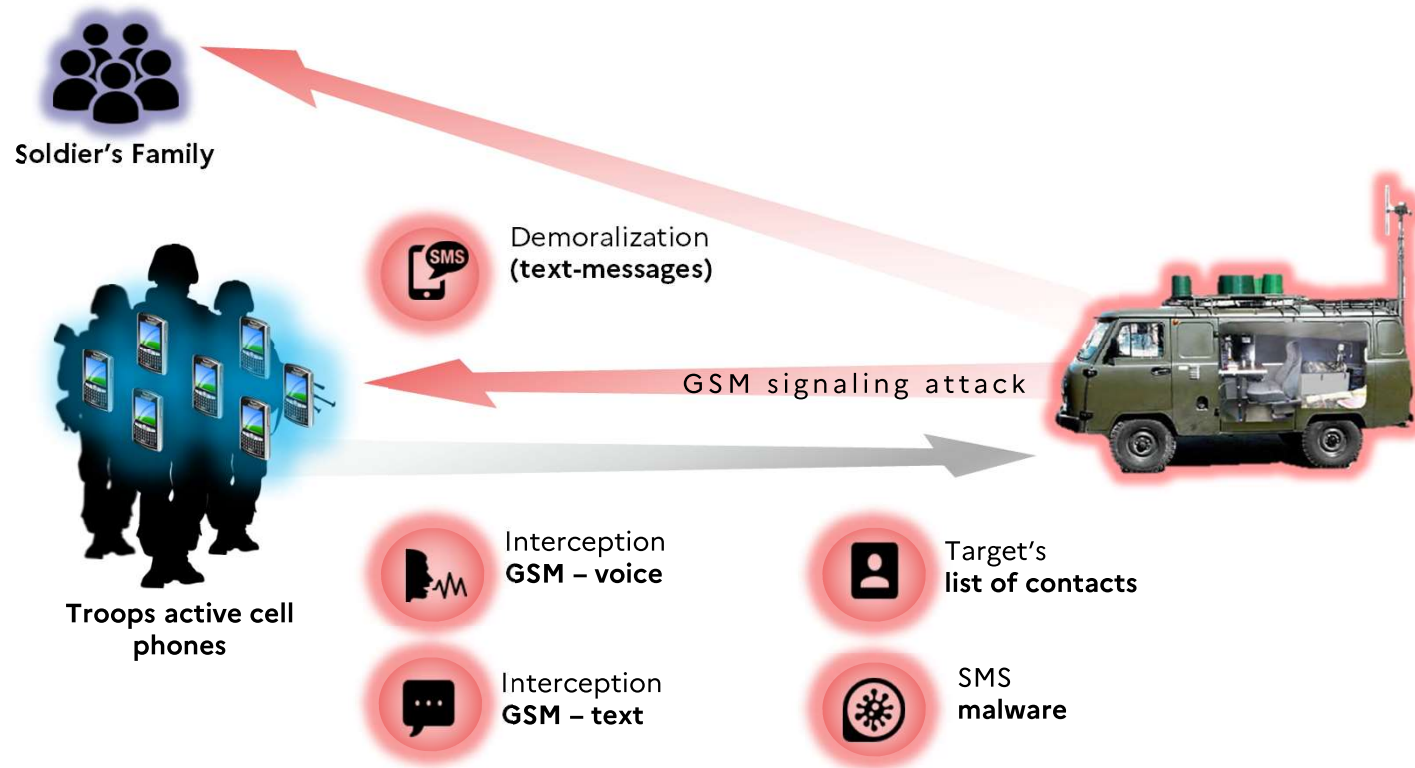 Soldier's Family
SMS
Demoralization
(text-messages)
GSM signaling attack
Troops active cell
phones
Interception
GSM – voice
Target's
list of contacts
Interception
GSM – text
SMS
malware